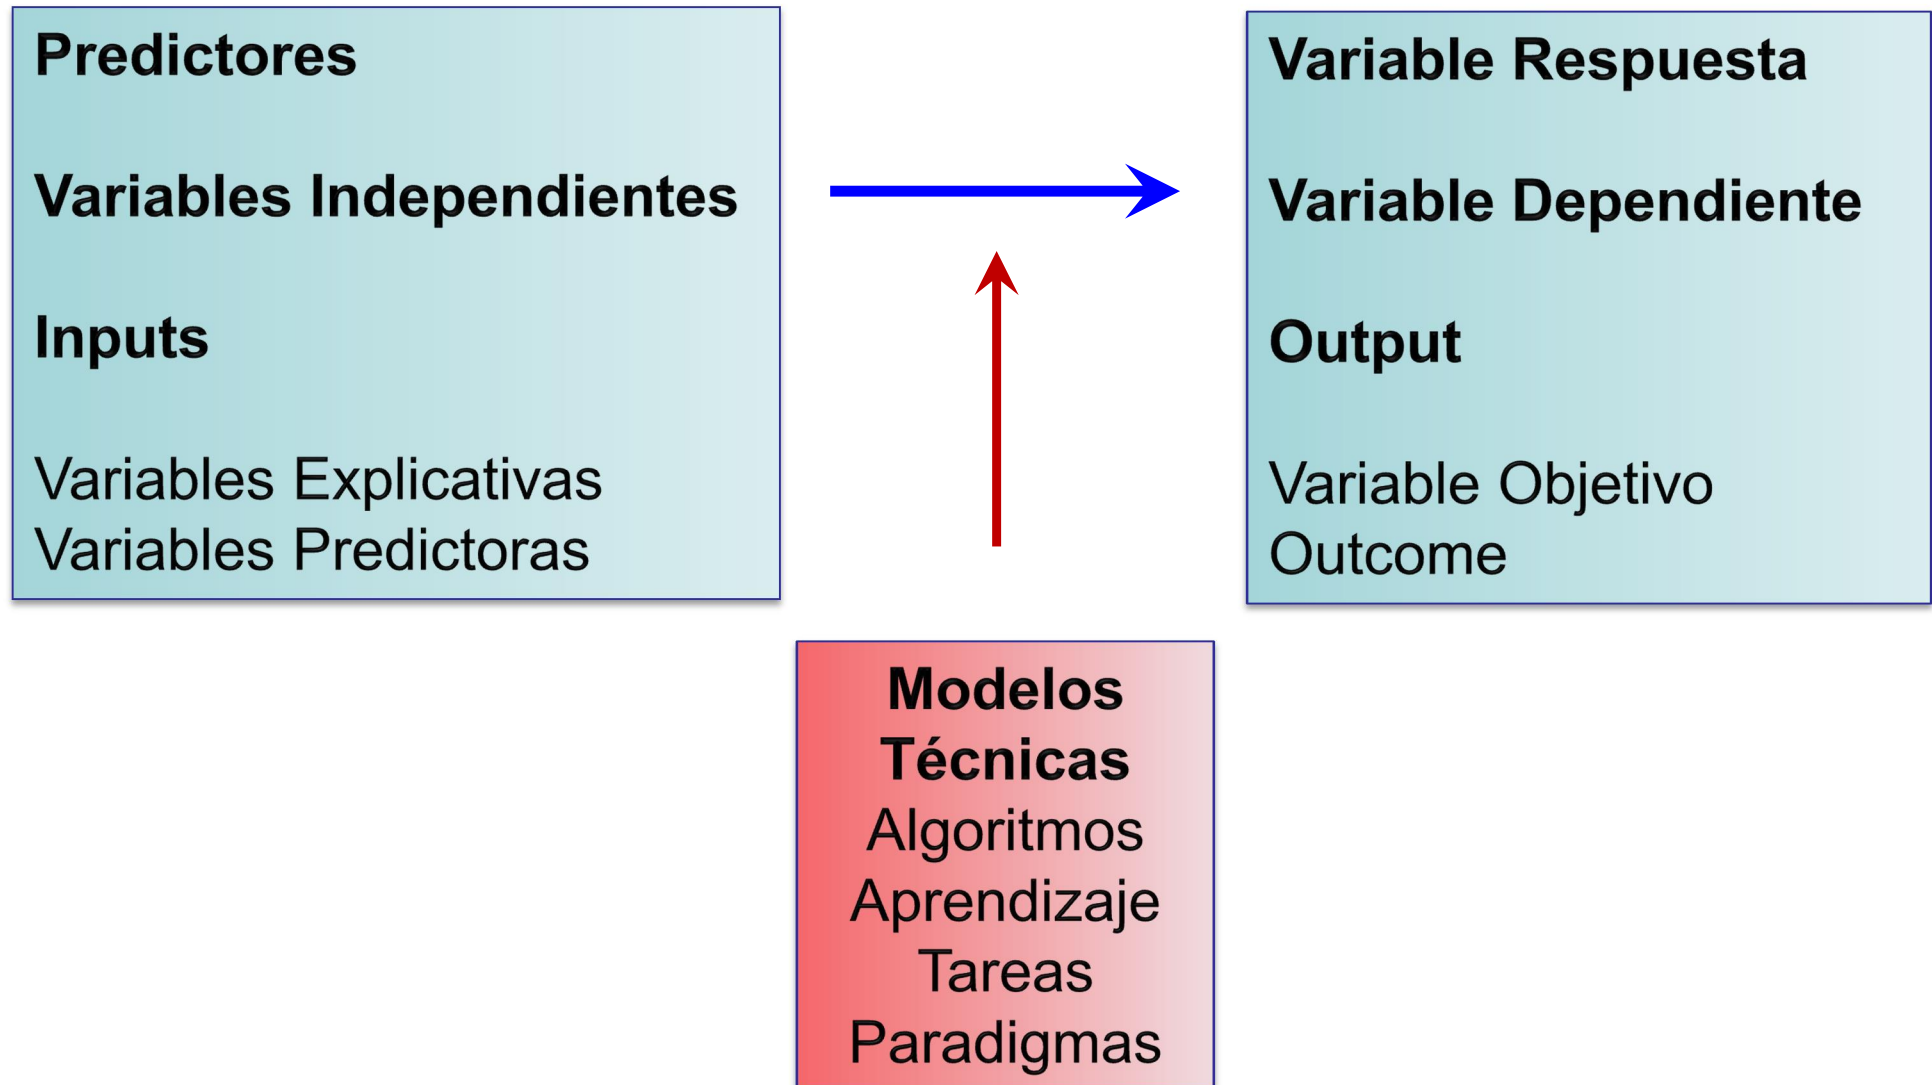 Predictores
Variables Independientes
Inputs
Variables Explicativas
Variables Predictoras
Variable Respuesta
Variable Dependiente
Output
Variable Objetivo
Outcome
Modelos
Técnicas
Algoritmos
Aprendizaje
Tareas
Paradigmas